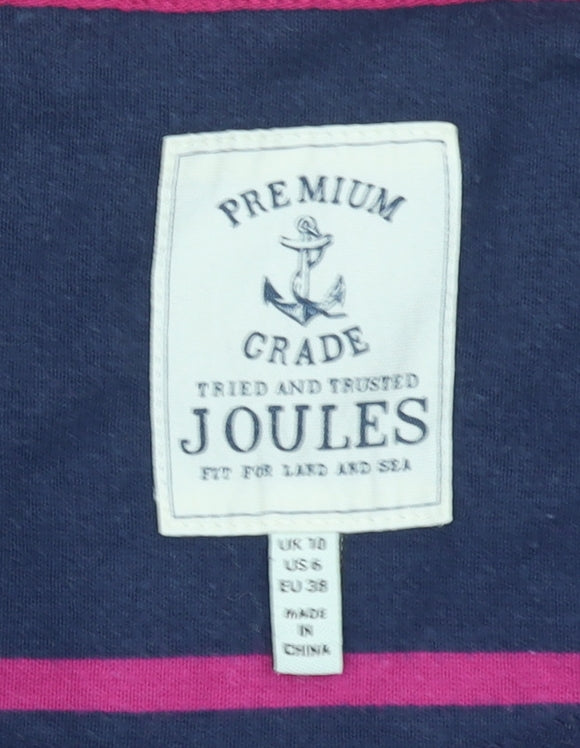 PREMIUM
GRADE
TRIED AND TRUSTED
JOULES
FIT FOR LAND AND SEA
UK 10
US 6
EU 38
MADE
IN
CHINA